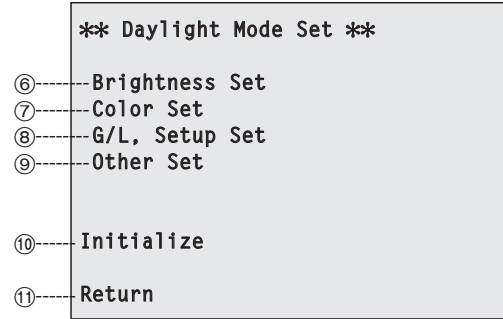 ** Daylight Mode Set **
⑥ Brightness Set
⑦ Color Set
⑧ G/L, Setup Set
⑨ Other Set
⑩ Initialize
⑪ Return